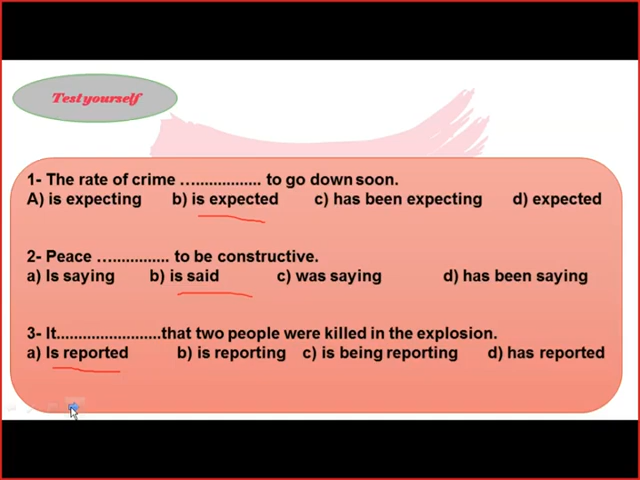 Test yourself
1- The rate of crime …................ to go down soon.
A) is expecting b) is expected c) has been expecting d) expected
2- Peace …............. to be constructive.
a) Is saying b) is said c) was saying d) has been saying
3- It........................that two people were killed in the explosion.
a) Is reported b) is reporting c) is being reporting d) has reported